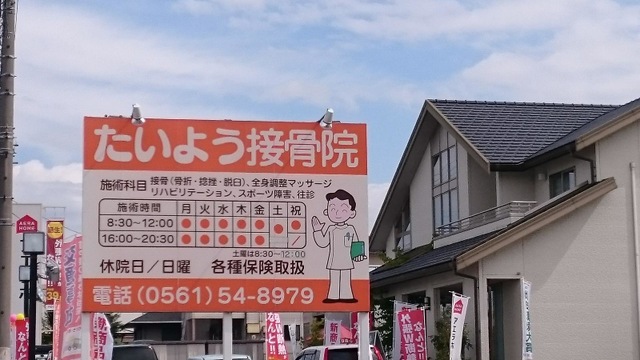 たいよう接骨院
施術科目 接骨(骨折・捻挫・脱臼)、全身調整マッサージ
リハビリテーション、スポーツ障害、往診
施術時間 月 火 水 木 金 土 祝
8:30~12:00 ● ● ● ● ● ● ●
16:00~20:30 ● ● ● ● ● / /
土曜は8:30~12:00
休院日/日曜 各種保険取扱
電話(0561)54-8979
AERA
HOME